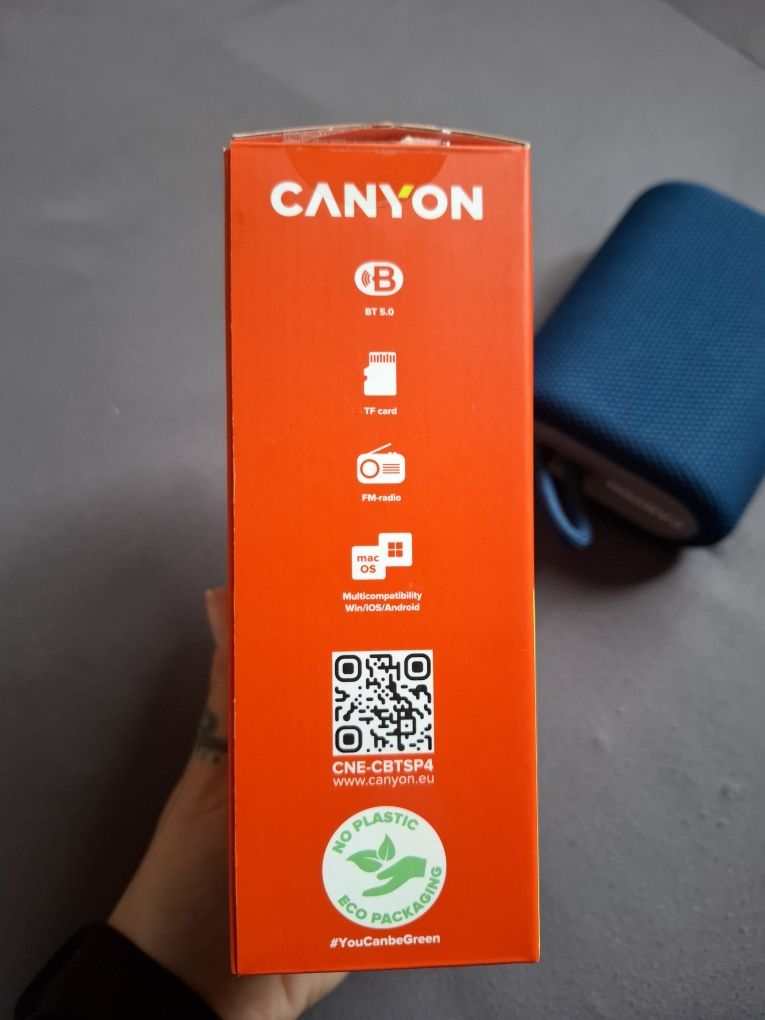 CANYON
B
BT 5.0
TF card
FM-radio
mac
OS
Multicompatibility
Win/iOS/Android
CNE-CBTSP4
www.canyon.eu
NO PLASTIC
ECO PACKAGING
#YouCanbeGreen
CANYON